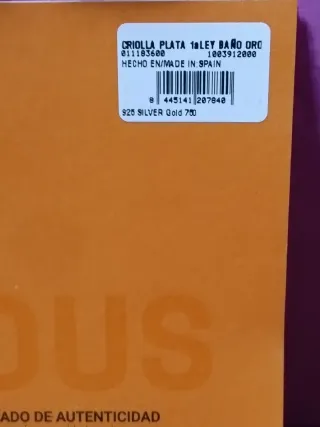 CRIOLLA PLATA 1ªLEY BAÑO ORO
011183600 1003912000
HECHO EN/MADE IN:SPAIN
8 445141 207840
925 SILVER Gold 750
OUS
ADO DE AUTENTICIDAD